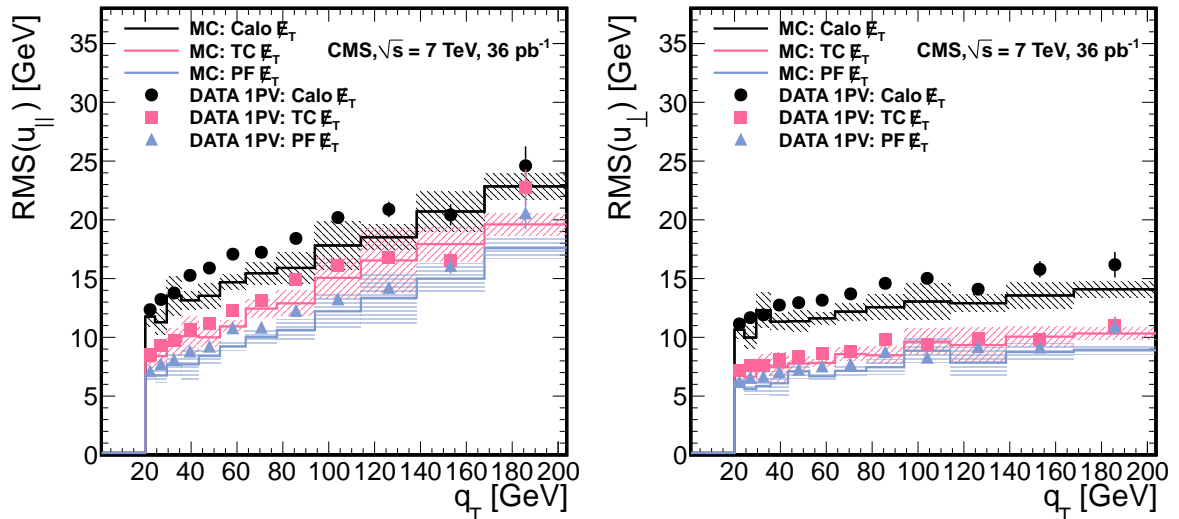 RMS(u∥) [GeV]
35
30
25
20
15
10
5
0
MC: Calo E̸T
MC: TC E̸T
MC: PF E̸T
DATA 1PV: Calo E̸T
DATA 1PV: TC E̸T
DATA 1PV: PF E̸T
CMS, √s = 7 TeV, 36 pb-1
20 40 60 80 100 120 140 160 180 200
qT [GeV]
RMS(u⊥) [GeV]
35
30
25
20
15
10
5
0
MC: Calo E̸T
MC: TC E̸T
MC: PF E̸T
DATA 1PV: Calo E̸T
DATA 1PV: TC E̸T
DATA 1PV: PF E̸T
CMS, √s = 7 TeV, 36 pb-1
20 40 60 80 100 120 140 160 180 200
qT [GeV]